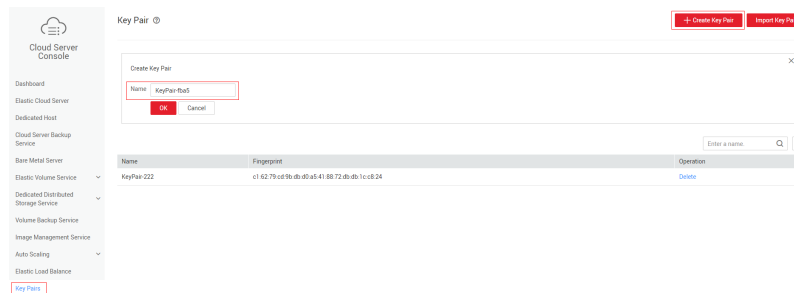 Cloud Server
Console
Dashboard
Elastic Cloud Server
Dedicated Host
Cloud Server Backup
Service
Bare Metal Server
Elastic Volume Service
Dedicated Distributed
Storage Service
Volume Backup Service
Image Management Service
Auto Scaling
Elastic Load Balance
Key Pairs
Key Pair
Create Key Pair
Import Key Pa
Create Key Pair
Name KeyPair-fba5
OK Cancel
Enter a name
Name Fingerprint Operation
KeyPair-222 c1:62:79:cd:9b:db:d0:a5:41:88:72:db:db:1c:c8:24 Delete